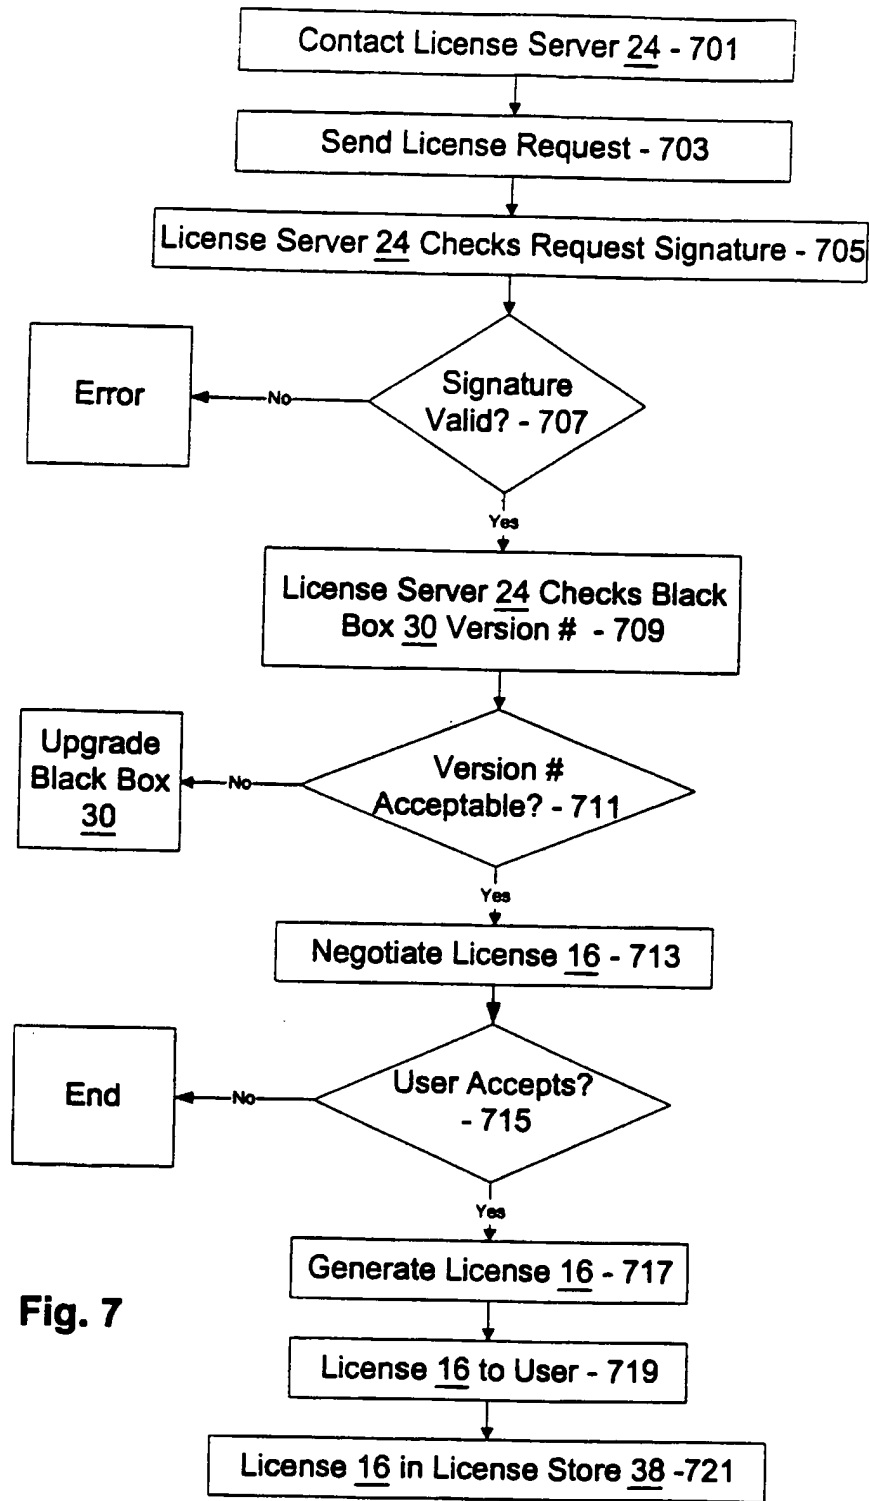 Contact License Server 24 - 701
Send License Request - 703
License Server 24 Checks Request Signature - 705
Error
No
Signature
Valid? - 707
Yes
License Server 24 Checks Black
Box 30 Version # - 709
Upgrade
Black Box
30
No
Version #
Acceptable? - 711
Yes
Negotiate License 16 - 713
End
No
User Accepts?
- 715
Yes
Generate License 16 - 717
Fig. 7
License 16 to User - 719
License 16 in License Store 38 -721